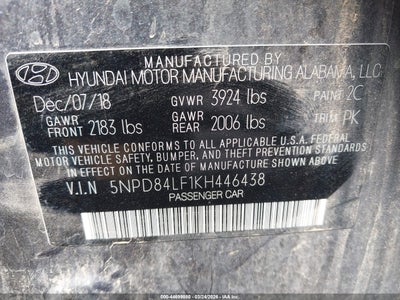 MANUFACTURED BY
HYUNDAI MOTOR MANUFACTURING ALABAMA, LLC
Dec/07/18 GVWR 3924 lbs PAINT 2C
GAWR FRONT 2183 lbs GAWR REAR 2006 lbs TRIM PK
THIS VEHICLE CONFORMS TO ALL APPLICABLE U.S.A FEDERAL
MOTOR VEHICLE SAFETY, BUMPER, AND THEFT PREVENTION STANDARDS
IN EFFECT ON THE DATE OF MANUFACTURE SHOWN ABOVE.
V.I.N 5NPD84LF1KH446438
PASSENGER CAR